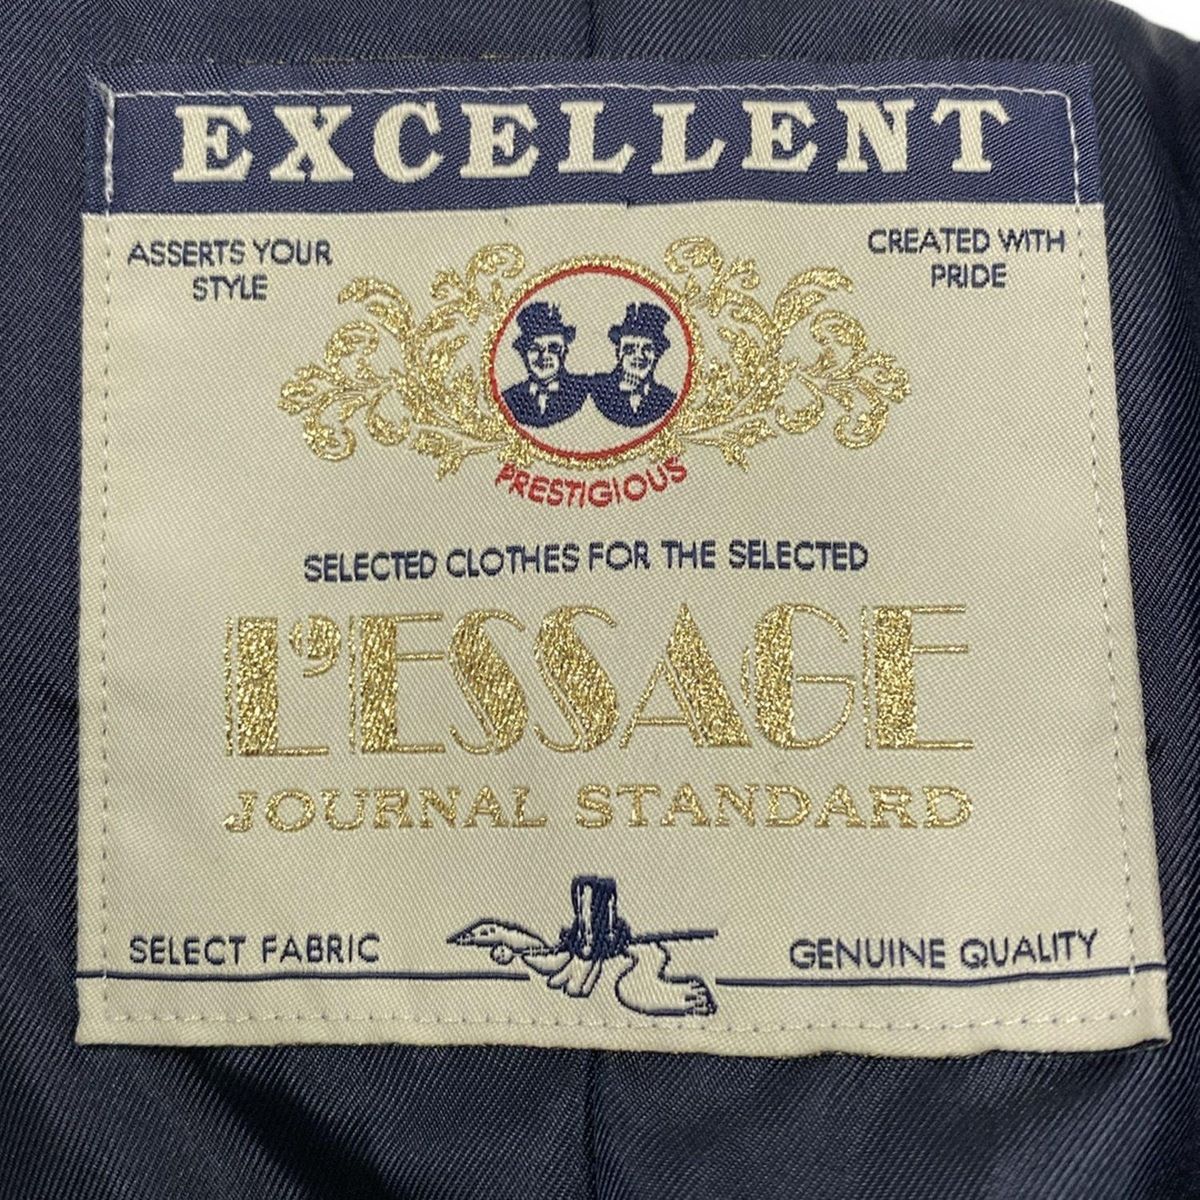 EXCELLENT
ASSERTS YOUR
STYLE
CREATED WITH
PRIDE
PRESTIGIOUS
SELECTED CLOTHES FOR THE SELECTED
L'ESSAGE
JOURNAL STANDARD
SELECT FABRIC
GENUINE QUALITY